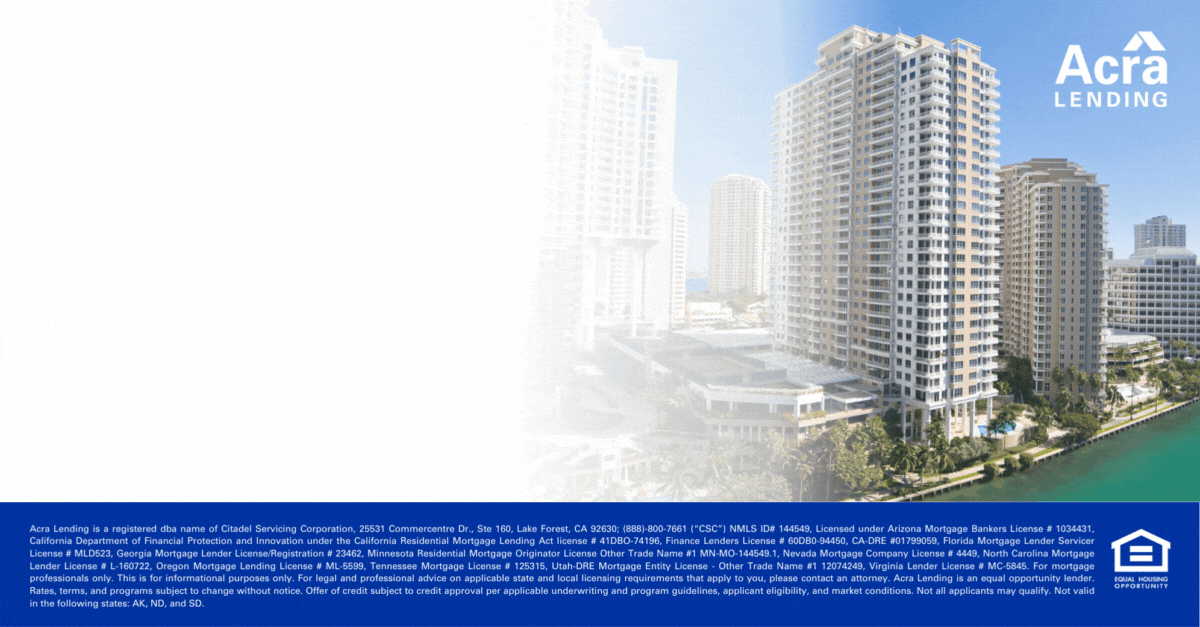 Acra
LENDING
Acra Lending is a registered dba name of Citadel Servicing Corporation, 25531 Commercentre Dr., Ste 160, Lake Forest, CA 92630; (888)-800-7661 (“CSC”) NMLS ID# 144549, Licensed under Arizona Mortgage Bankers License # 1034431,
California Department of Financial Protection and Innovation under the California Residential Mortgage Lending Act license # 41DBO-74196, Finance Lenders License # 60DB0-94450, CA-DRE #01799059, Florida Mortgage Lender Servicer
License # MLD523, Georgia Mortgage Lender License/Registration # 23462, Minnesota Residential Mortgage Originator License Other Trade Name #1 MN-MO-144549.1, Nevada Mortgage Company License # 4449, North Carolina Mortgage
Lender License # L-160722, Oregon Mortgage Lending License # ML-5599, Tennessee Mortgage License # 125315, Utah-DRE Mortgage Entity License - Other Trade Name #1 12074249, Virginia Lender License # MC-5845. For mortgage
professionals only. This is for informational purposes only. For legal and professional advice on applicable state and local licensing requirements that apply to you, please contact an attorney. Acra Lending is an equal opportunity lender.
Rates, terms, and programs subject to change without notice. Offer of credit subject to credit approval per applicable underwriting and program guidelines, applicant eligibility, and market conditions. Not all applicants may qualify. Not valid
in the following states: AK, ND, and SD.
EQUAL HOUSING
OPPORTUNITY